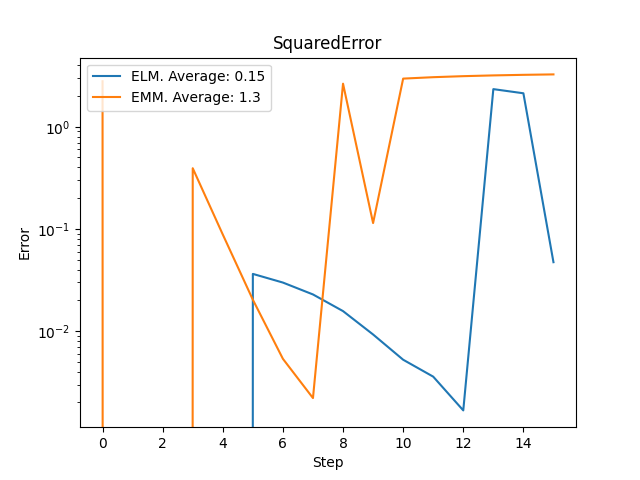 SquaredError
ELM. Average: 0.15
EMM. Average: 1.3
10⁰
10⁻¹
10⁻²
Error
0 2 4 6 8 10 12 14
Step